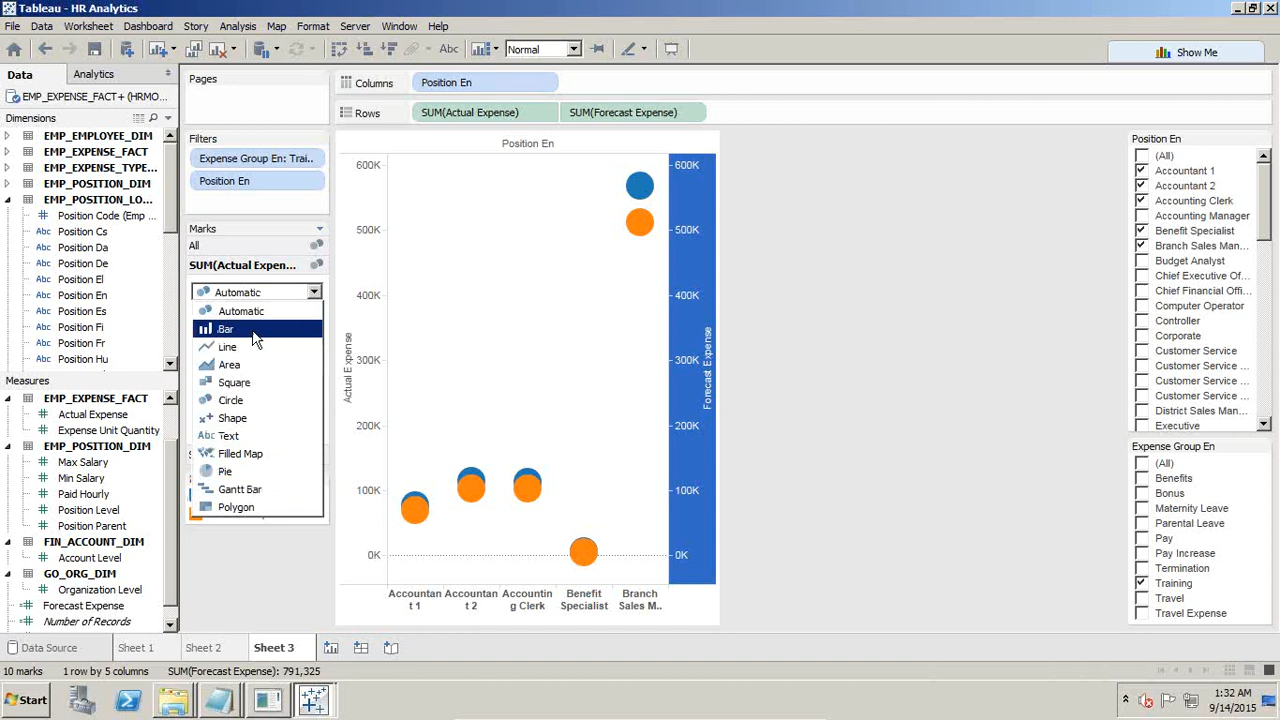 Tableau - HR Analytics
File Data Worksheet Dashboard Story Analysis Map Format Server Window Help
Abc Normal Show Me
Data Analytics
EMP_EXPENSE_FACT+ (HRMO...
Dimensions
EMP_EMPLOYEE_DIM
EMP_EXPENSE_FACT
EMP_EXPENSE_TYPE...
EMP_POSITION_DIM
EMP_POSITION_LO...
Position Code (Emp ...
Abc Position Cs
Abc Position Da
Abc Position De
Abc Position El
Abc Position En
Abc Position Es
Abc Position Fi
Abc Position Fr
Abc Position Hu
Measures
EMP_EXPENSE_FACT
Actual Expense
Expense Unit Quantity
EMP_POSITION_DIM
Max Salary
Min Salary
Paid Hourly
Position Level
Position Parent
FIN_ACCOUNT_DIM
Account Level
GO_ORG_DIM
Organization Level
Forecast Expense
Number of Records
Pages
Filters
Expense Group En: Trai..
Position En
Marks
All
SUM(Actual Expen...
Automatic
Automatic
Bar
Line
Area
Square
Circle
Shape
Abc Text
Filled Map
Pie
Gantt Bar
Polygon
Columns Position En
Rows SUM(Actual Expense) SUM(Forecast Expense)
Position En
600K 600K
500K 500K
400K 400K
300K 300K
200K 200K
100K 100K
0K 0K
Actual Expense
Forecast Expense
Accountan Accountan Accountin Benefit Branch
t 1 t 2 g Clerk Specialist Sales M..
Position En
(All)
Accountant 1
Accountant 2
Accounting Clerk
Accounting Manager
Benefit Specialist
Branch Sales Man...
Budget Analyst
Chief Executive Of...
Chief Financial Offi...
Computer Operator
Controller
Corporate
Customer Service
Customer Service ...
Customer Service ...
Customer Service ...
District Sales Man...
Executive
Expense Group En
(All)
Benefits
Bonus
Maternity Leave
Parental Leave
Pay
Pay Increase
Termination
Training
Travel
Travel Expense
Data Source Sheet 1 Sheet 2 Sheet 3
10 marks 1 row by 5 columns SUM(Forecast Expense): 791,325
Start
1:32 AM
9/14/2015